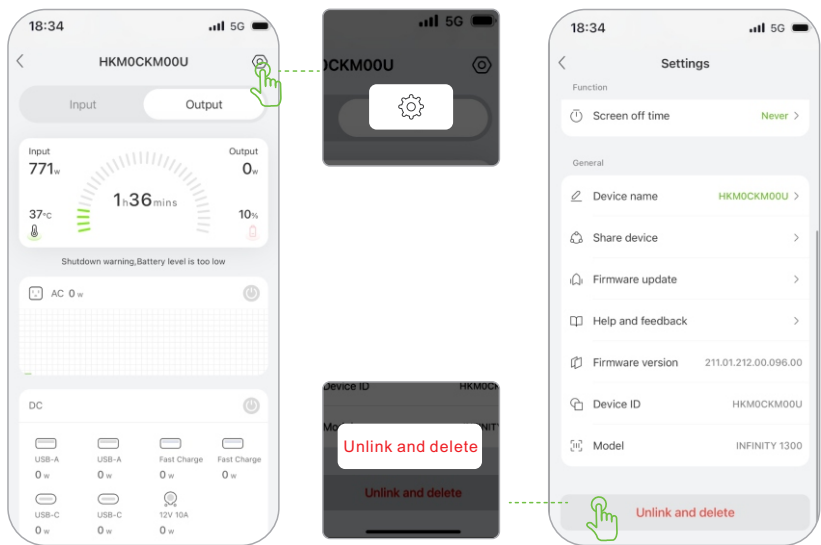 18:34
5G
HKM0CKM00U
Input
Output
Input
771w
Output
0w
1h36mins
37°C
10%
Shutdown warning,Battery level is too low
AC 0 w
DC
USB-A
0 w
USB-A
0 w
Fast Charge
0 w
Fast Charge
0 w
USB-C
0 w
USB-C
0 w
12V 10A
0 w
5G
0CKM00U
Device ID
HKM0CK
Mo
NIT
Unlink and delete
Unlink and delete
18:34
5G
Settings
Function
Screen off time
Never
General
Device name
HKM0CKM00U
Share device
Firmware update
Help and feedback
Firmware version
211.01.212.00.096.00
Device ID
HKM0CKM00U
Model
INFINITY 1300
Unlink and delete